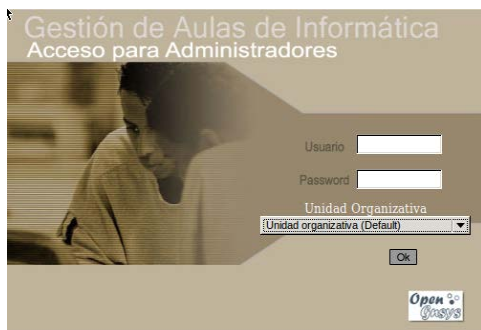 Gestión de Aulas de Informática
Acceso para Administradores
Usuario
Password
Unidad Organizativa
Unidad organizativa (Default)
Ok
Open
Gnsys